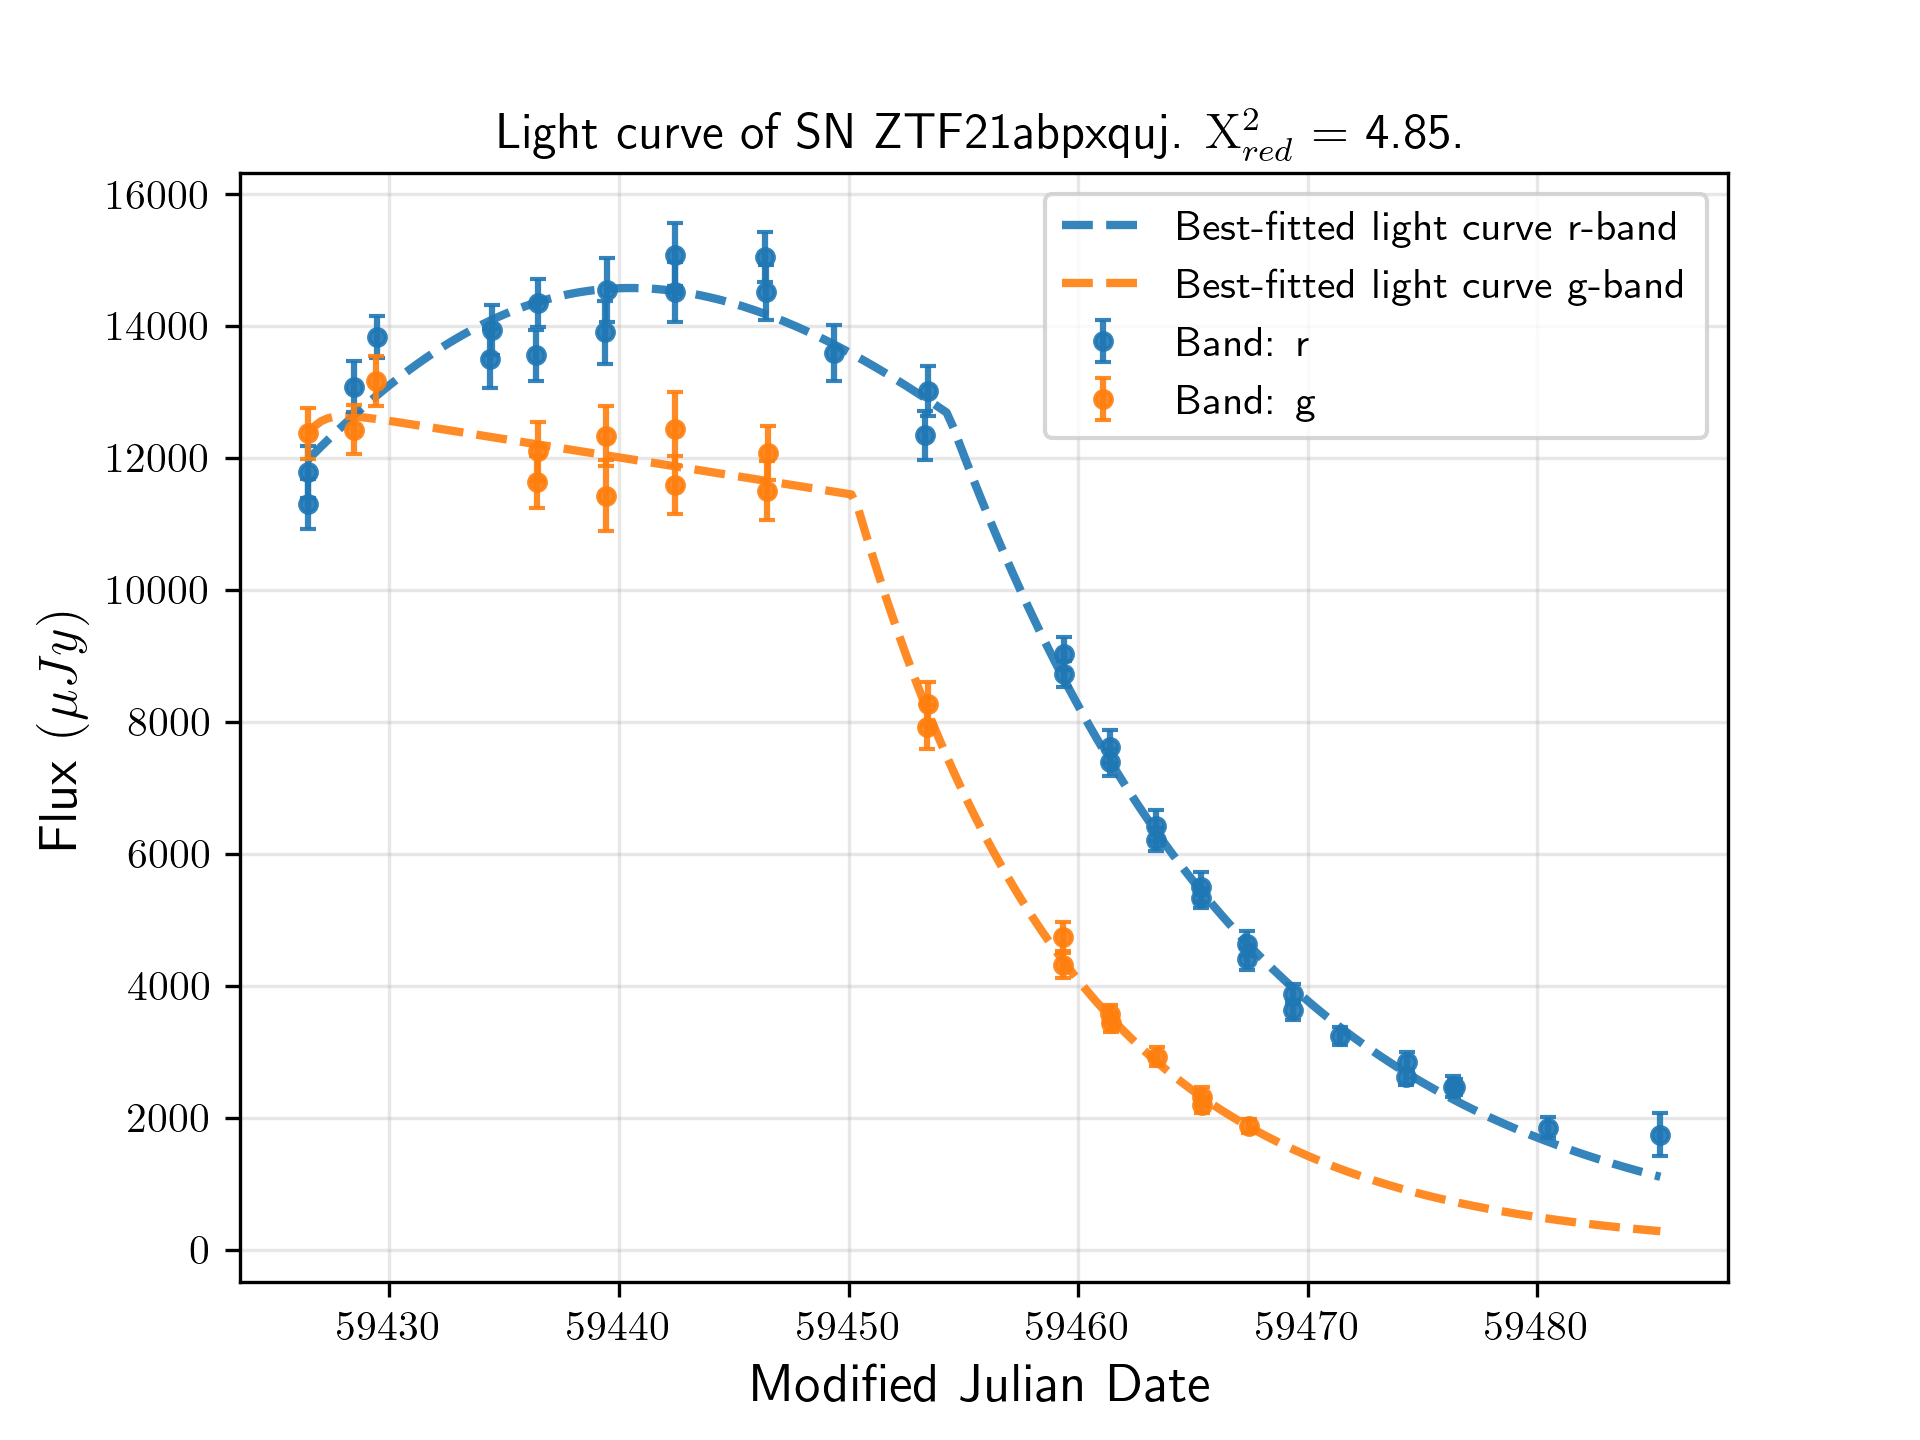 Light curve of SN ZTF21abpxquj. X²_red = 4.85.
Best-fitted light curve r-band
Best-fitted light curve g-band
Band: r
Band: g
Flux (μJy)
16000
14000
12000
10000
8000
6000
4000
2000
0
59430 59440 59450 59460 59470 59480
Modified Julian Date